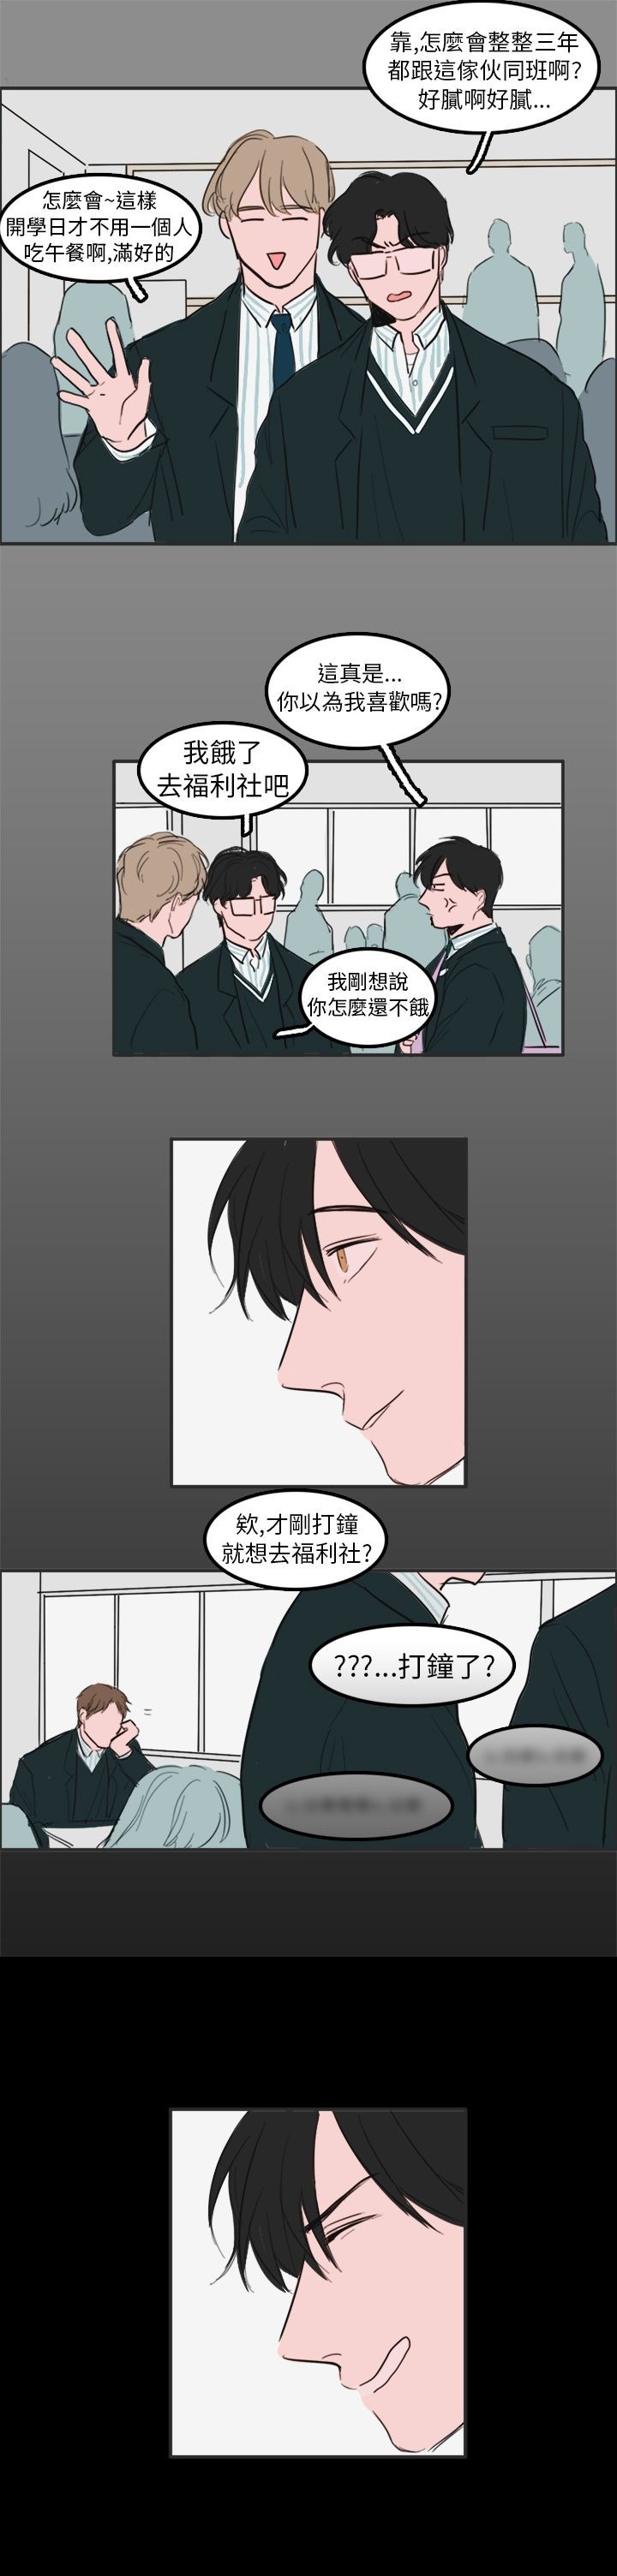 靠,怎麼會整整三年
都跟這傢伙同班啊?
好膩啊好膩...
怎麼會~這樣
開學日才不用一個人
吃午餐啊,滿好的
這真是...
你以為我喜歡嗎?
我餓了
去福利社吧
我剛想說
你怎麼還不餓
欸,才剛打鐘
就想去福利社?
???...打鐘了?